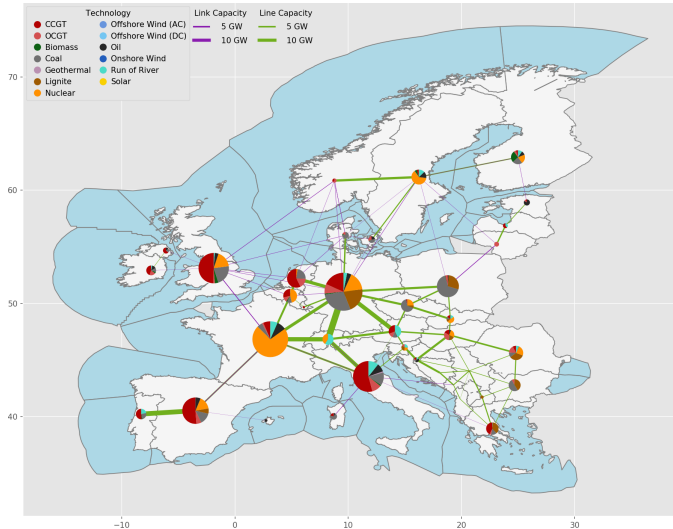 Technology
CCGT
OCGT
Biomass
Coal
Geothermal
Lignite
Nuclear
Offshore Wind (AC)
Offshore Wind (DC)
Oil
Onshore Wind
Run of River
Solar
Link Capacity
5 GW
10 GW
Line Capacity
5 GW
10 GW
70
60
50
40
−10
0
10
20
30